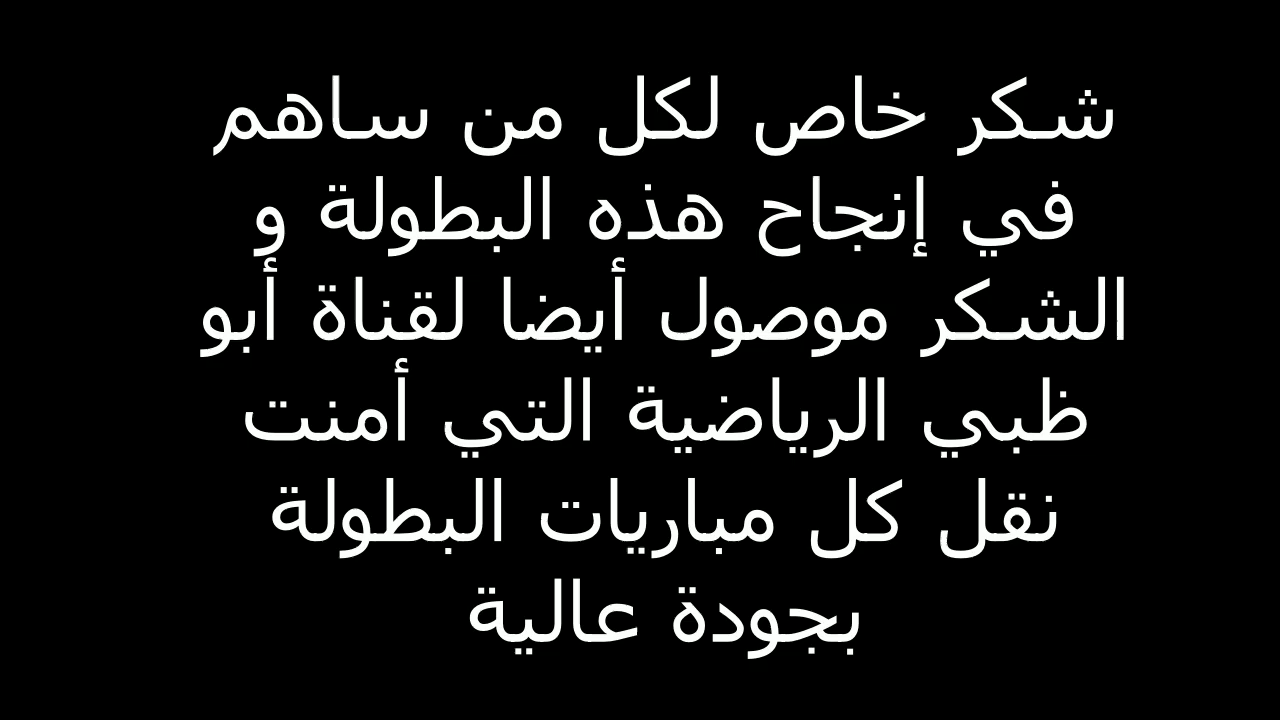 شكر خاص لكل من ساهم
في إنجاح هذه البطولة و
الشكر موصول أيضا لقناة أبو
ظبي الرياضية التي أمنت
نقل كل مباريات البطولة
بجودة عالية